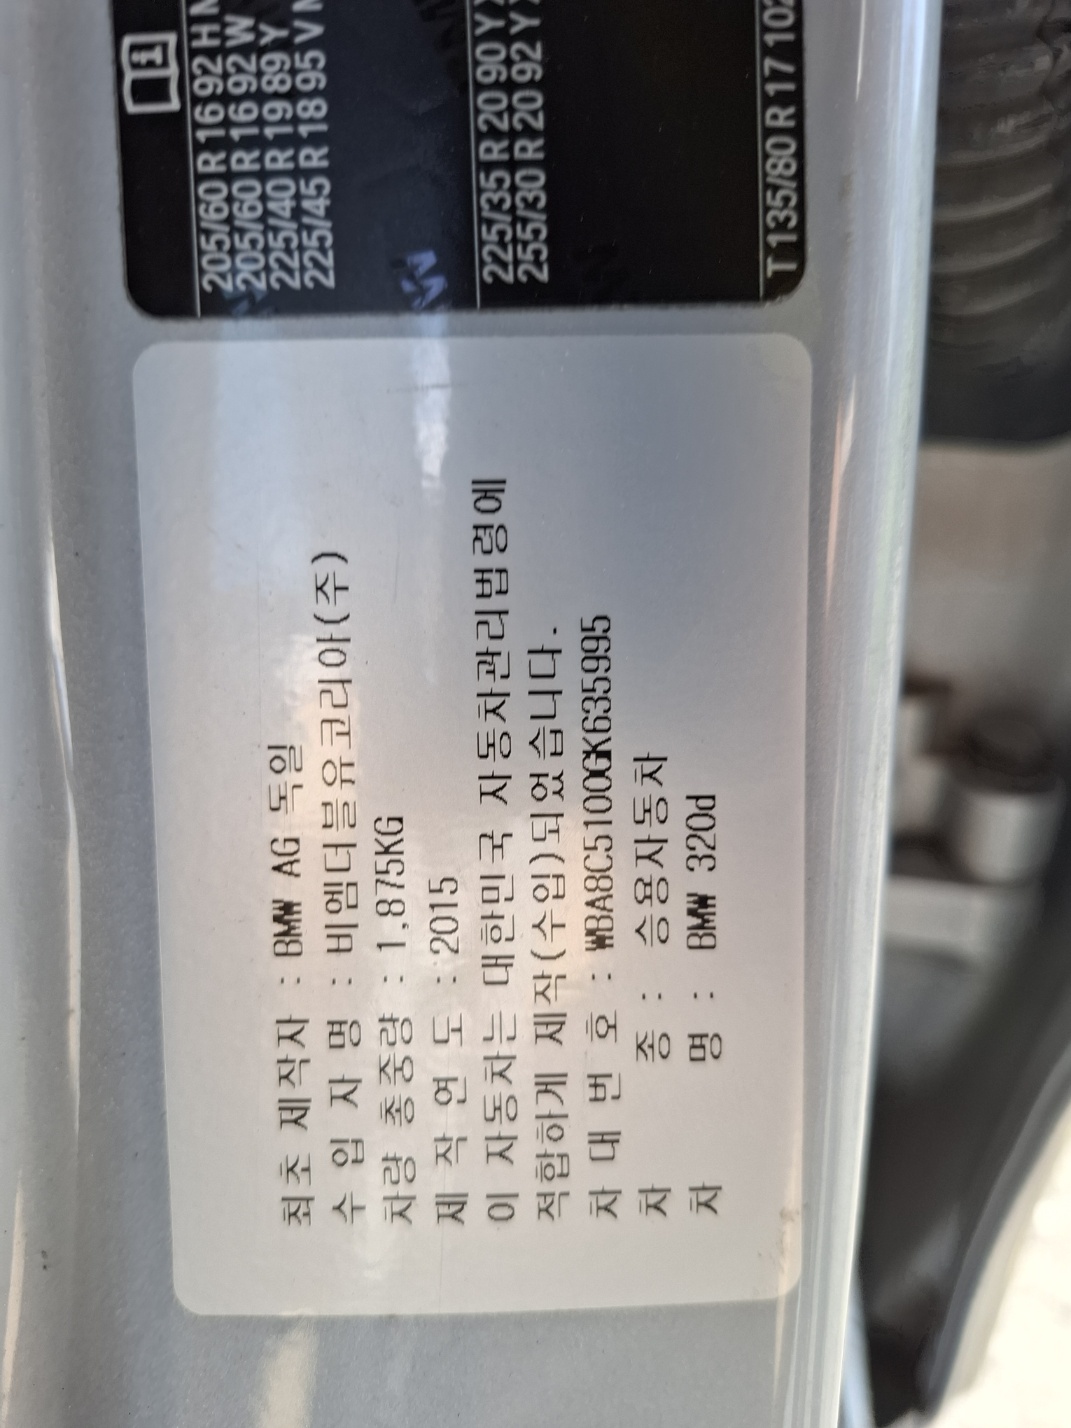 최초 제작자 : BMW AG 독일
수 입 자 명 : 비엠더블유코리아(주)
차량 총중량 : 1,875KG
제 작 연 도 : 2015
이 자동차는 대한민국 자동차관리법령에
적합하게 제작(수입)되었습니다.
차 대 번 호 : WBA8C5100GK635995
차 종 : 승용자동차
차 명 : BMW 320d
205/60 R 16 92 H
205/60 R 16 92 W
225/40 R 19 89 Y
225/45 R 18 95 V
225/35 R 20 90 Y
255/30 R 20 92 Y
T 135/80 R 17 102